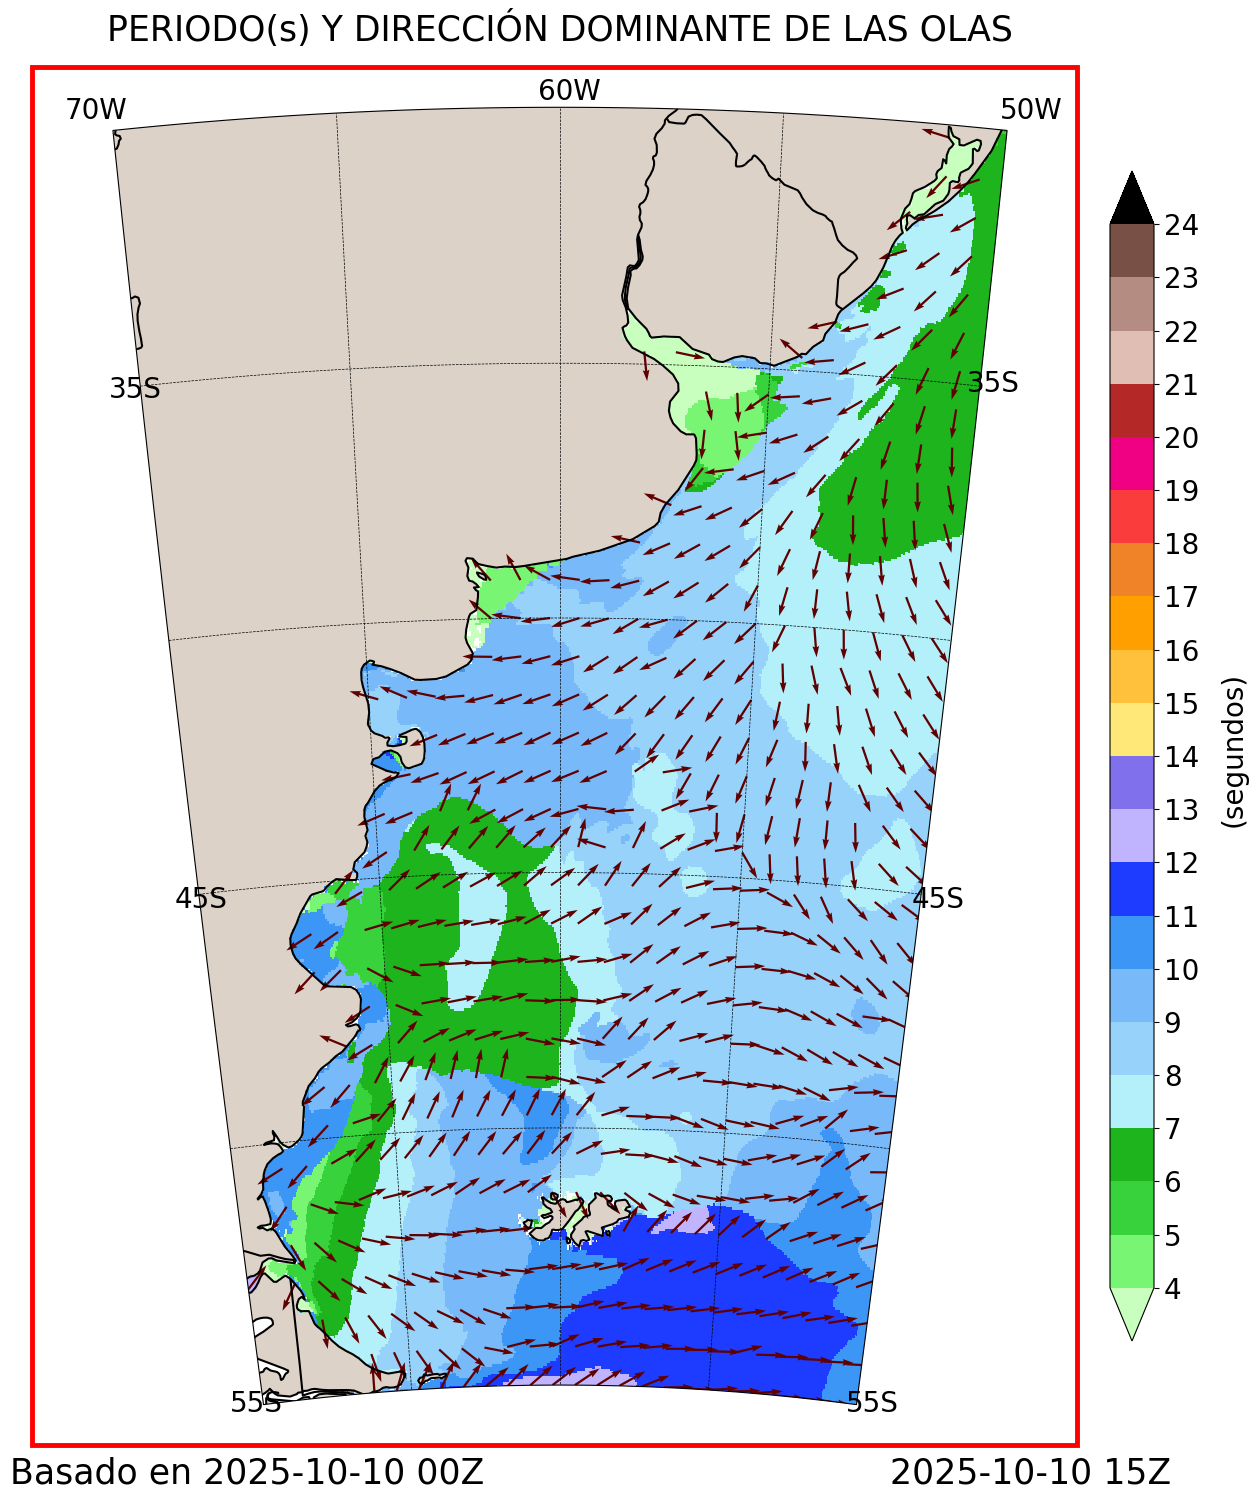 PERIODO(s) Y DIRECCIÓN DOMINANTE DE LAS OLAS
70W
60W
50W
35S
35S
45S
45S
55S
55S
24
23
22
21
20
19
18
17
16
15
14
13
12
11
10
9
8
7
6
5
4
(segundos)
Basado en 2025-10-10 00Z
2025-10-10 15Z